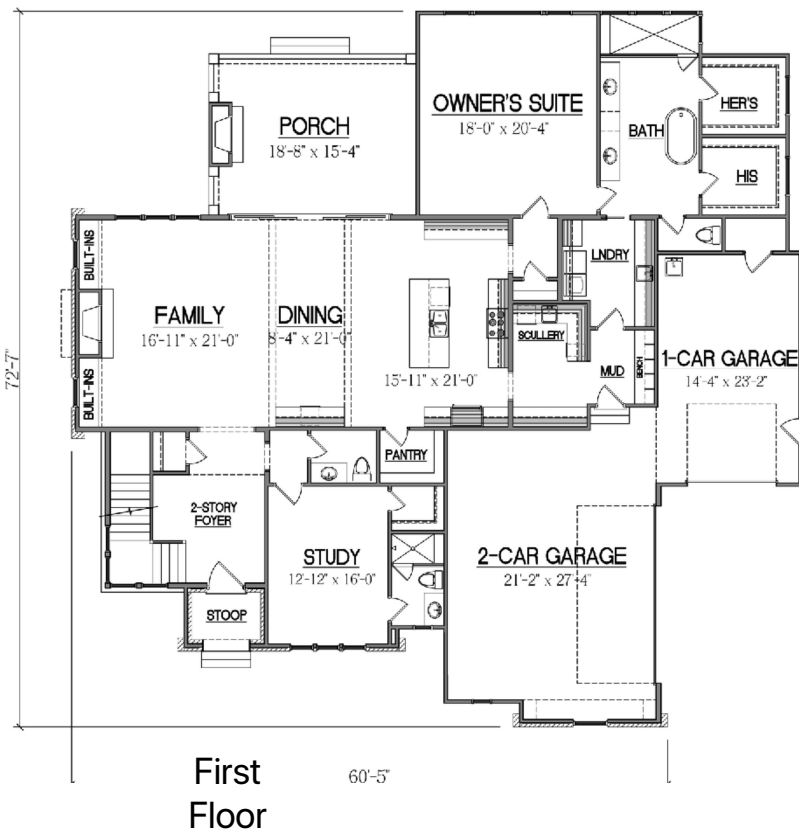 OWNER'S SUITE
18'-0" x 20'-4"
PORCH
18'-8" x 15'-4"
BATH
HER'S
HIS
BUILT-INS
FAMILY
16'-11" x 21'-0"
DINING
8'-4" x 21'-0"
15'-11" x 21'-0"
LNDRY
SCULLERY
MUD
BENCH
1-CAR GARAGE
14'-4" x 23'-2"
BUILT-INS
72'-7"
PANTRY
2-STORY
FOYER
STUDY
12'-12" x 16'-0"
2-CAR GARAGE
21'-2" x 27'-4"
STOOP
60'-5"
First
Floor